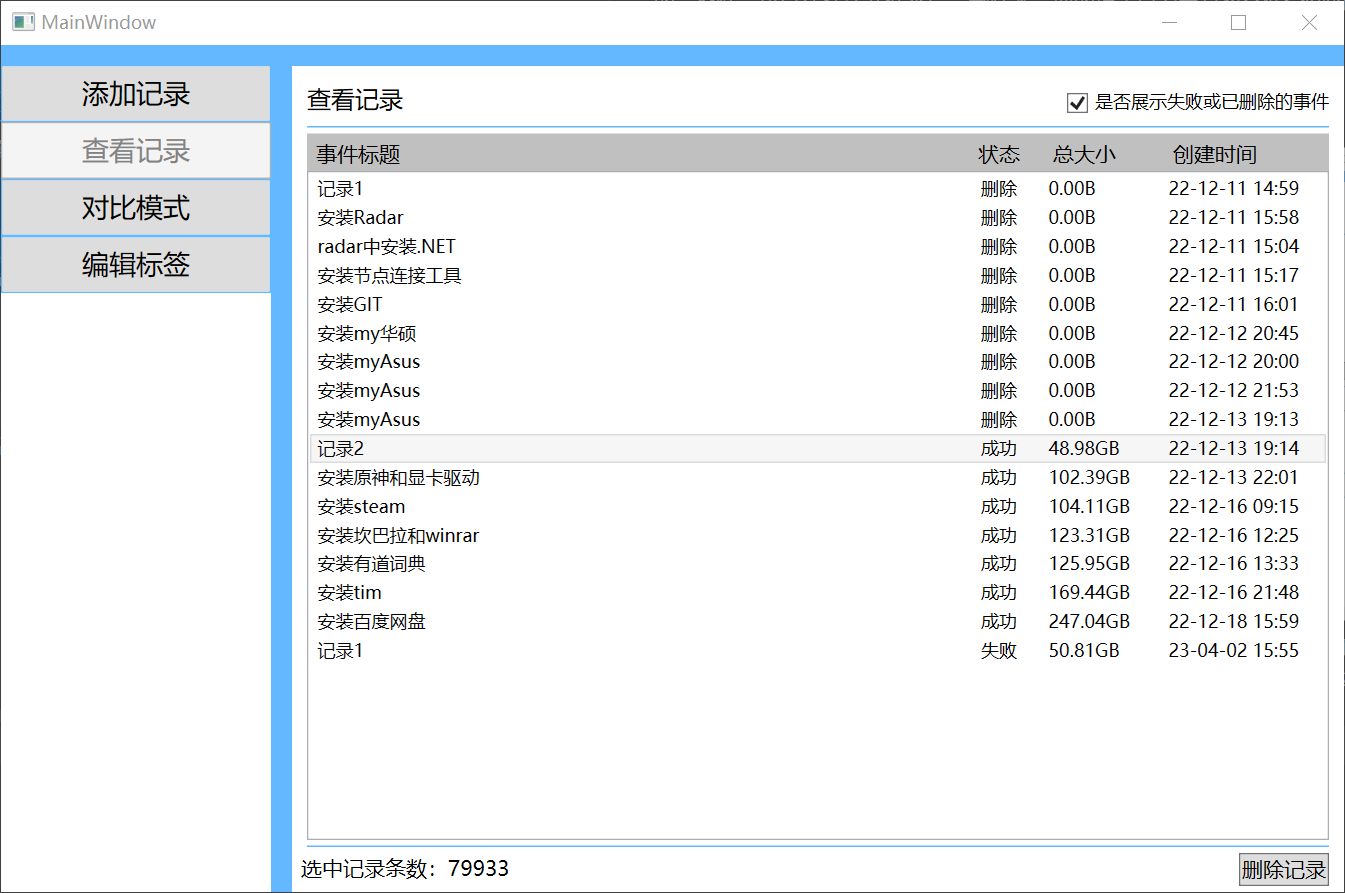 MainWindow
添加记录
查看记录
对比模式
编辑标签
查看记录 是否展示失败或已删除的事件
事件标题 状态 总大小 创建时间
记录1 删除 0.00B 22-12-11 14:59
安装Radar 删除 0.00B 22-12-11 15:58
radar中安装.NET 删除 0.00B 22-12-11 15:04
安装节点连接工具 删除 0.00B 22-12-11 15:17
安装GIT 删除 0.00B 22-12-11 16:01
安装my华硕 删除 0.00B 22-12-12 20:45
安装myAsus 删除 0.00B 22-12-12 20:00
安装myAsus 删除 0.00B 22-12-12 21:53
安装myAsus 删除 0.00B 22-12-13 19:13
记录2 成功 48.98GB 22-12-13 19:14
安装原神和显卡驱动 成功 102.39GB 22-12-13 22:01
安装steam 成功 104.11GB 22-12-16 09:15
安装坎巴拉和winrar 成功 123.31GB 22-12-16 12:25
安装有道词典 成功 125.95GB 22-12-16 13:33
安装tim 成功 169.44GB 22-12-16 21:48
安装百度网盘 成功 247.04GB 22-12-18 15:59
记录1 失败 50.81GB 23-04-02 15:55
选中记录条数：79933 删除记录